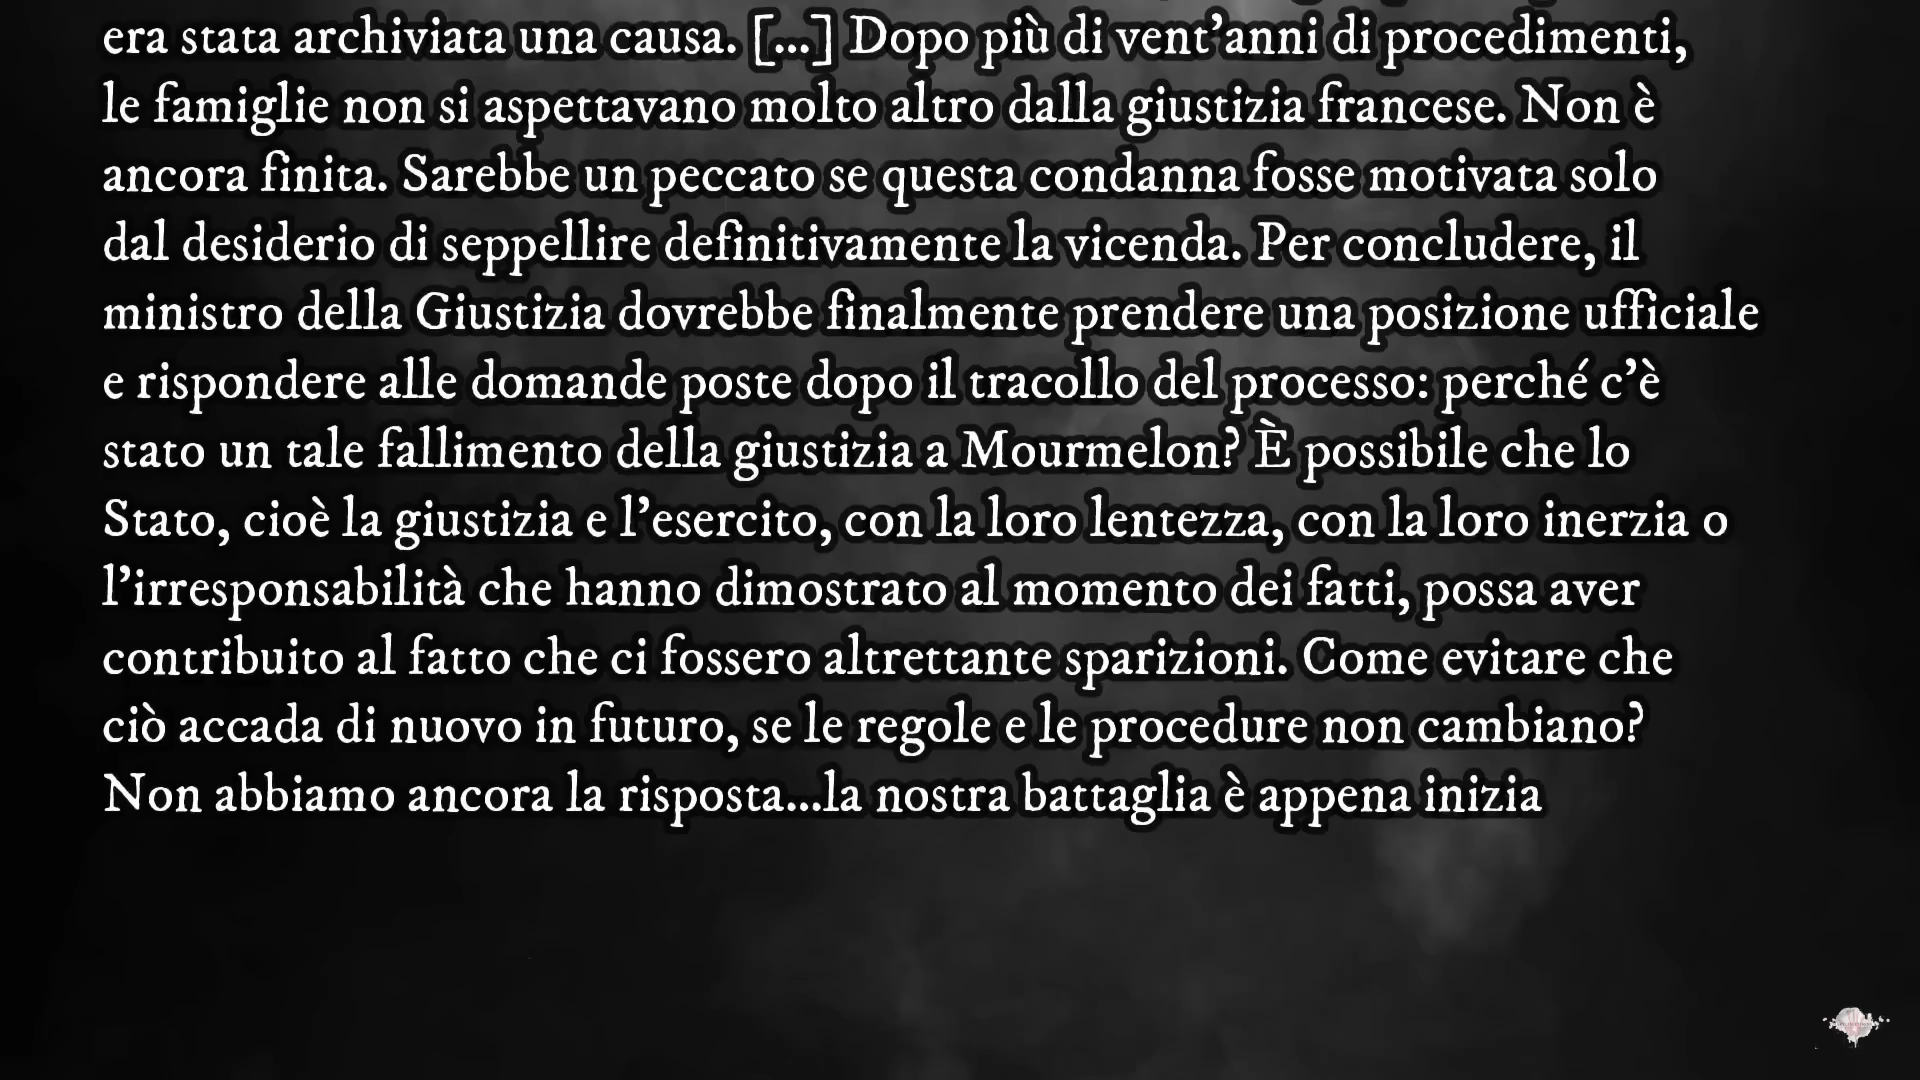 era stata archiviata una causa. [...] Dopo più di vent'anni di procedimenti,
le famiglie non si aspettavano molto altro dalla giustizia francese. Non è
ancora finita. Sarebbe un peccato se questa condanna fosse motivata solo
dal desiderio di seppellire definitivamente la vicenda. Per concludere, il
ministro della Giustizia dovrebbe finalmente prendere una posizione ufficiale
e rispondere alle domande poste dopo il tracollo del processo: perché c'è
stato un tale fallimento della giustizia a Mourmelon? È possibile che lo
Stato, cioè la giustizia e l'esercito, con la loro lentezza, con la loro inerzia o
l'irresponsabilità che hanno dimostrato al momento dei fatti, possa aver
contribuito al fatto che ci fossero altrettante sparizioni. Come evitare che
ciò accada di nuovo in futuro, se le regole e le procedure non cambiano?
Non abbiamo ancora la risposta...la nostra battaglia è appena inizia